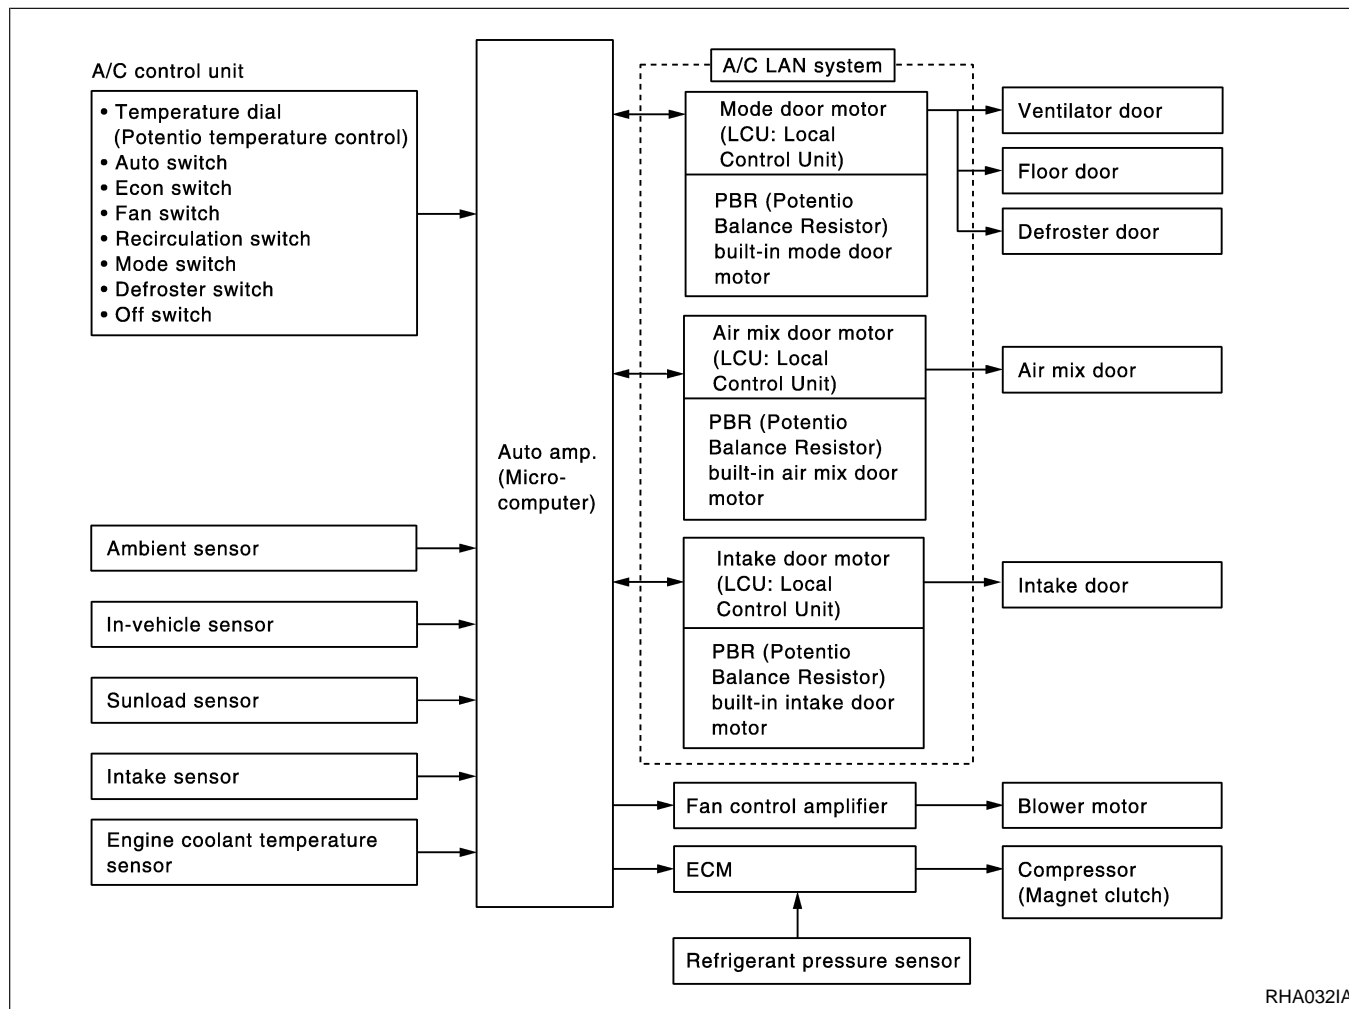 A/C control unit
• Temperature dial
(Potentio temperature control)
• Auto switch
• Econ switch
• Fan switch
• Recirculation switch
• Mode switch
• Defroster switch
• Off switch
Ambient sensor
In-vehicle sensor
Sunload sensor
Intake sensor
Engine coolant temperature
sensor
Auto amp.
(Micro-
computer)
A/C LAN system
Mode door motor
(LCU: Local
Control Unit)
PBR (Potentio
Balance Resistor)
built-in mode door
motor
Air mix door motor
(LCU: Local
Control Unit)
PBR (Potentio
Balance Resistor)
built-in air mix door
motor
Intake door motor
(LCU: Local
Control Unit)
PBR (Potentio
Balance Resistor)
built-in intake door
motor
Fan control amplifier
ECM
Refrigerant pressure sensor
Ventilator door
Floor door
Defroster door
Air mix door
Intake door
Blower motor
Compressor
(Magnet clutch)
RHA032IA